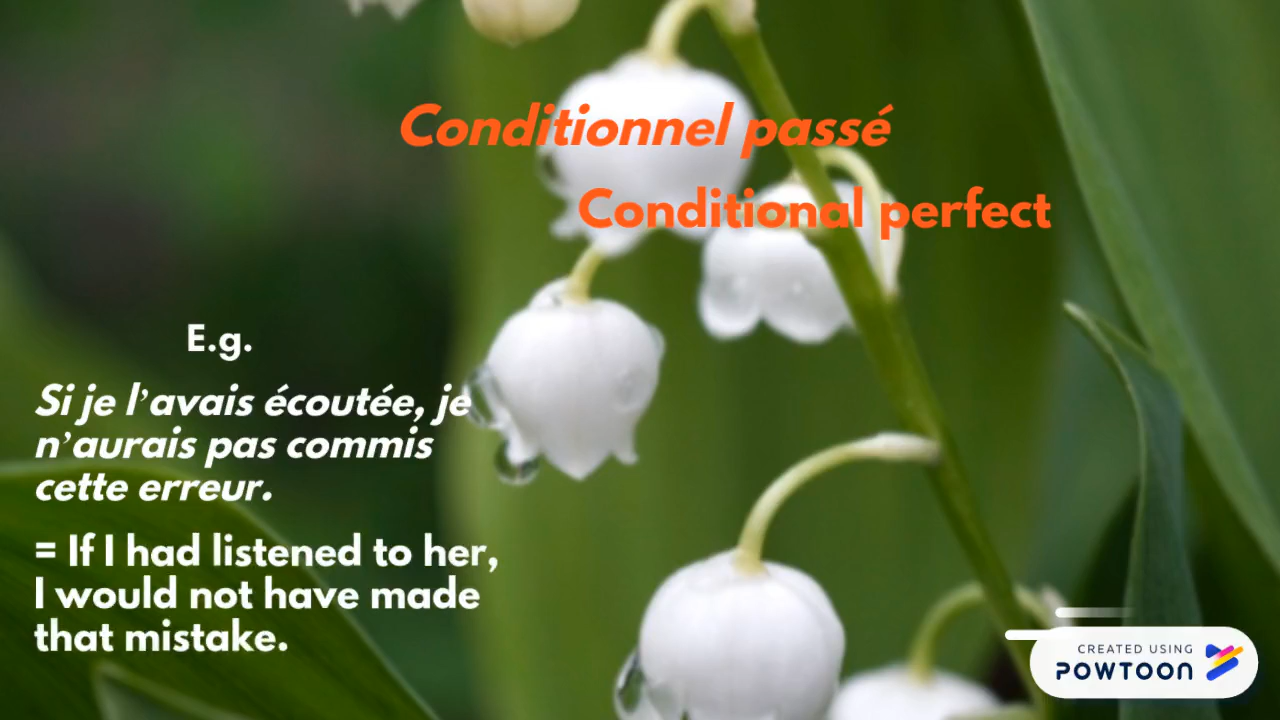 Conditionnel passé
Conditional perfect
E.g.
Si je l’avais écoutée, je
n’aurais pas commis
cette erreur.
= If I had listened to her,
I would not have made
that mistake.
CREATED USING
POWTOON